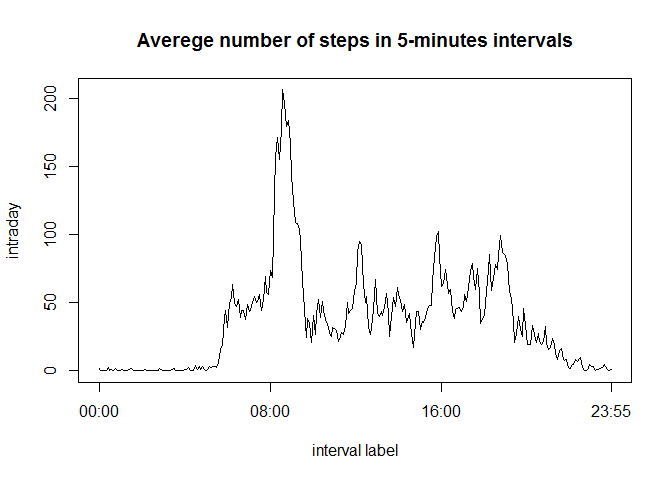 Averege number of steps in 5-minutes intervals
200
150
100
50
0
intraday
00:00 08:00 16:00 23:55
interval label